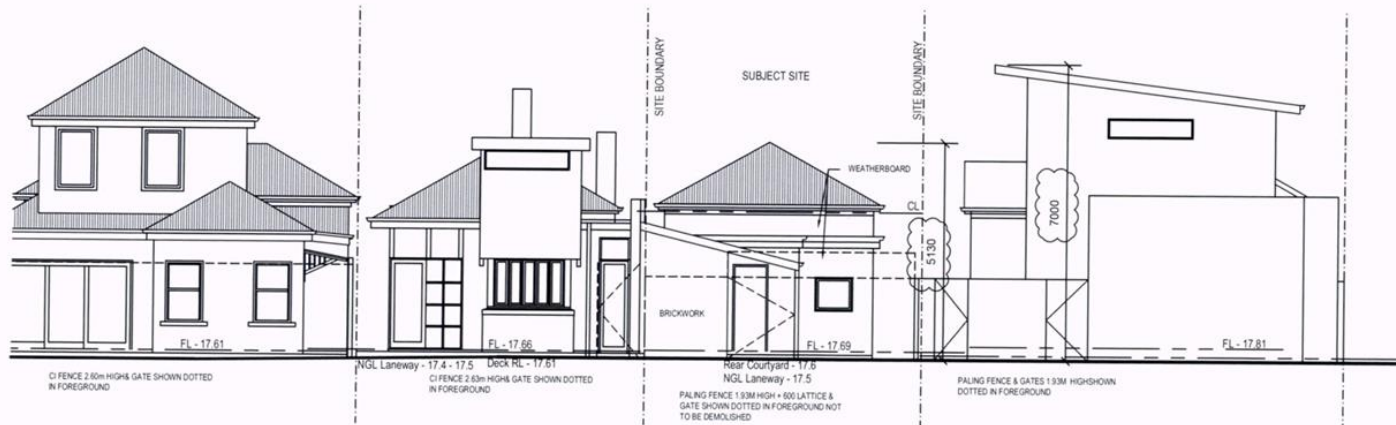 SITE BOUNDARY
SUBJECT SITE
SITE BOUNDARY
WEATHERBOARD
CL
7000
5130
BRICKWORK
FL - 17.61
FL - 17.66
FL - 17.69
FL - 17.81
NGL Laneway - 17.4 - 17.5
Deck RL - 17.61
Rear Courtyard - 17.6
NGL Laneway - 17.5
CI FENCE 2.60m HIGH& GATE SHOWN DOTTED
IN FOREGROUND
CI FENCE 2.63m HIGH& GATE SHOWN DOTTED
IN FOREGROUND
PALING FENCE 1.93M HIGH + 600 LATTICE &
GATE SHOWN DOTTED IN FOREGROUND NOT
TO BE DEMOLISHED
PALING FENCE & GATES 1.93M HIGHSHOWN
DOTTED IN FOREGROUND